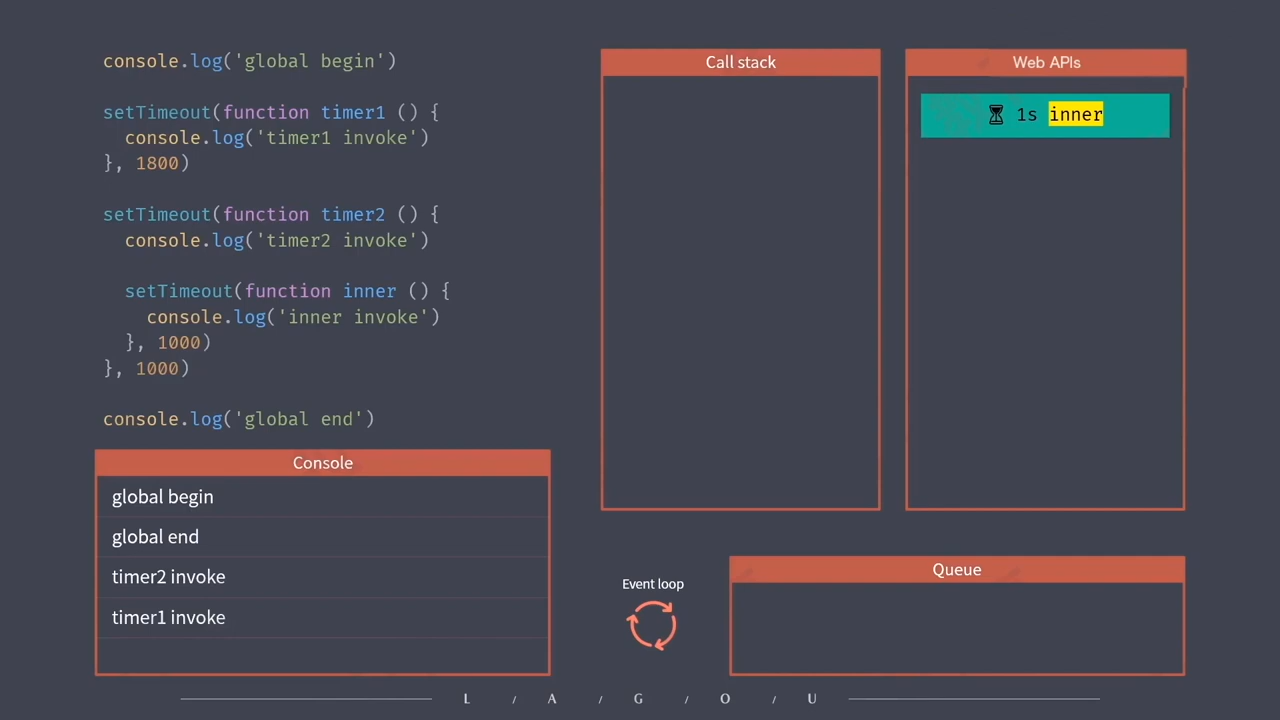 console.log('global begin')
setTimeout(function timer1 () {
  console.log('timer1 invoke')
}, 1800)
setTimeout(function timer2 () {
  console.log('timer2 invoke')
  setTimeout(function inner () {
    console.log('inner invoke')
  }, 1000)
}, 1000)
console.log('global end')
Console
global begin
global end
timer2 invoke
timer1 invoke
Call stack
Web APIs
1s inner
Event loop
Queue
L / A / G / O / U